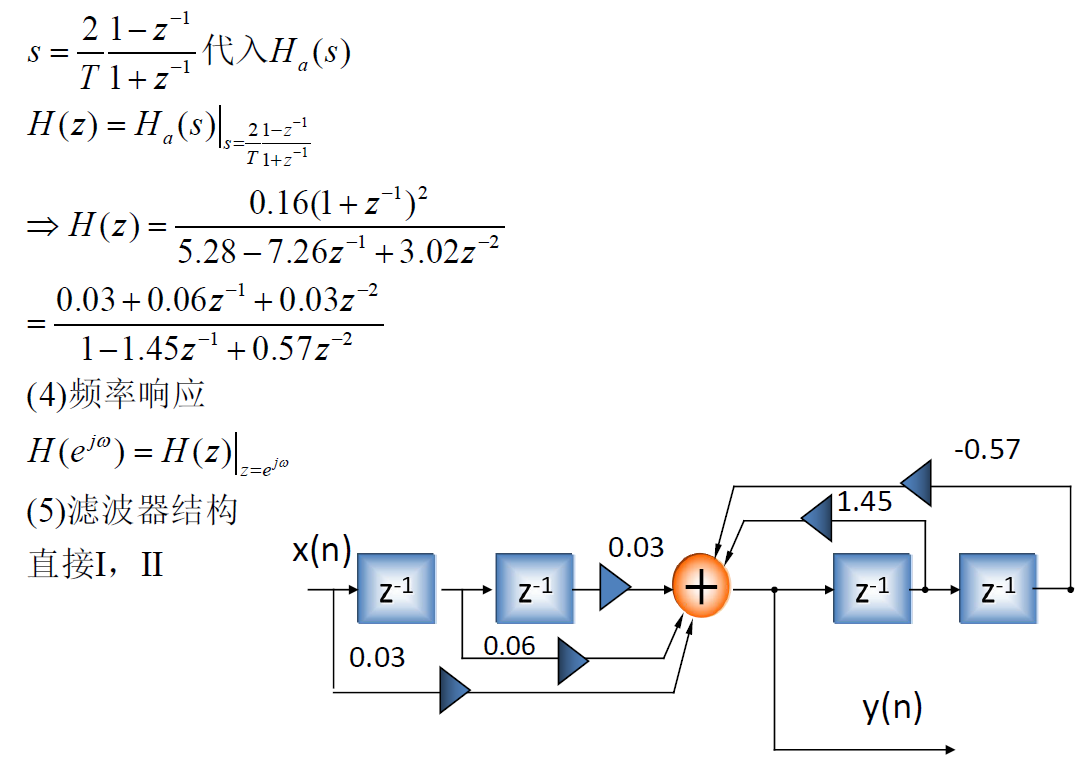 s = \frac{2}{T} \frac{1-z^{-1}}{1+z^{-1}} 代入 H_a(s)
H(z) = H_a(s)|_{s=\frac{2}{T}\frac{1-z^{-1}}{1+z^{-1}}}
⇒ H(z) = \frac{0.16(1+z^{-1})^2}{5.28-7.26z^{-1}+3.02z^{-2}}
= \frac{0.03+0.06z^{-1}+0.03z^{-2}}{1-1.45z^{-1}+0.57z^{-2}}
(4)频率响应
H(e^{jω}) = H(z)|_{z=e^{jω}}
(5)滤波器结构
直接I，II
-0.57
1.45
x(n)
0.03
z^{-1}
z^{-1}
+
z^{-1}
z^{-1}
0.06
0.03
y(n)